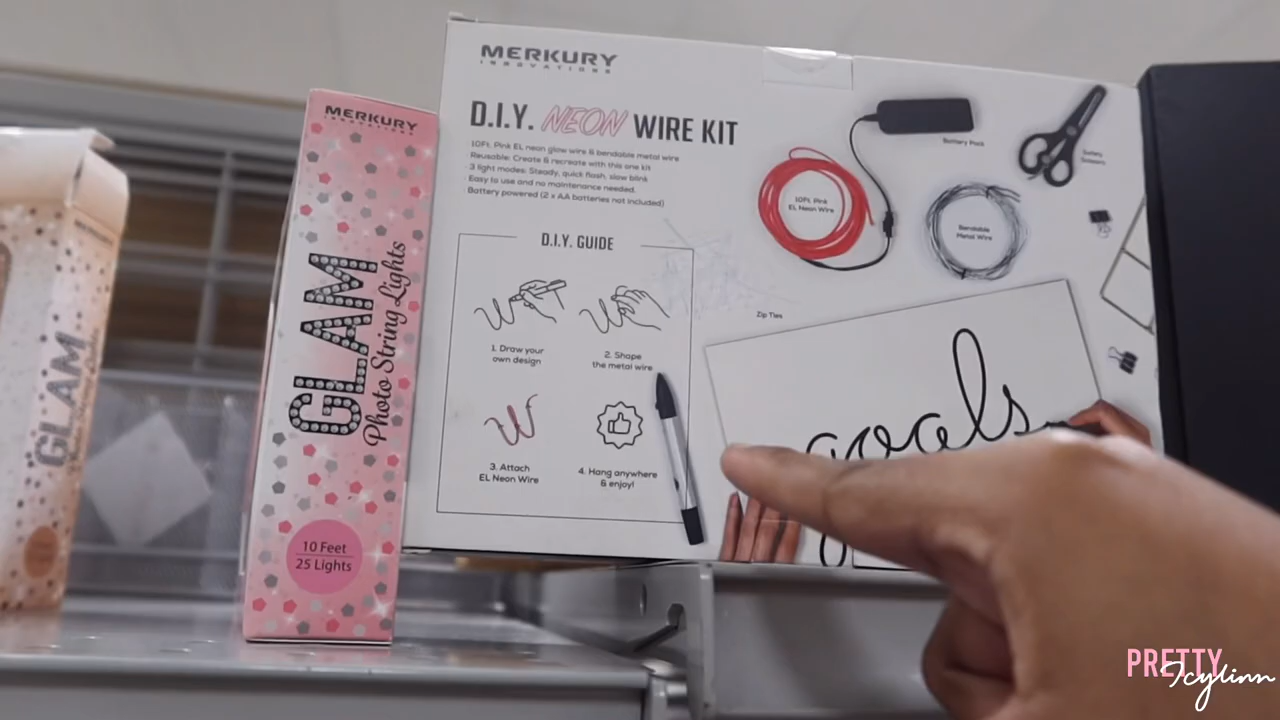 GLAM
MERKURY
INNOVATIONS
GLAM
Photo String Lights
10 Feet
25 Lights
MERKURY
INNOVATIONS
D.I.Y. NEON WIRE KIT
10Ft. Pink EL neon glow wire & bendable metal wire
Reusable: Create & recreate with this one kit
3 light modes: Steady, quick flash, slow blink
Easy to use and no maintenance needed.
Battery powered (2 x AA batteries not included)
D.I.Y. GUIDE
1. Draw your
own design
2. Shape
the metal wire
3. Attach
EL Neon Wire
4. Hang anywhere
& enjoy!
Battery Pack
Safety
Scissors
10Ft. Pink
EL Neon Wire
Bendable
Metal Wire
Zip Ties
goals
PRETTY
Icylinn